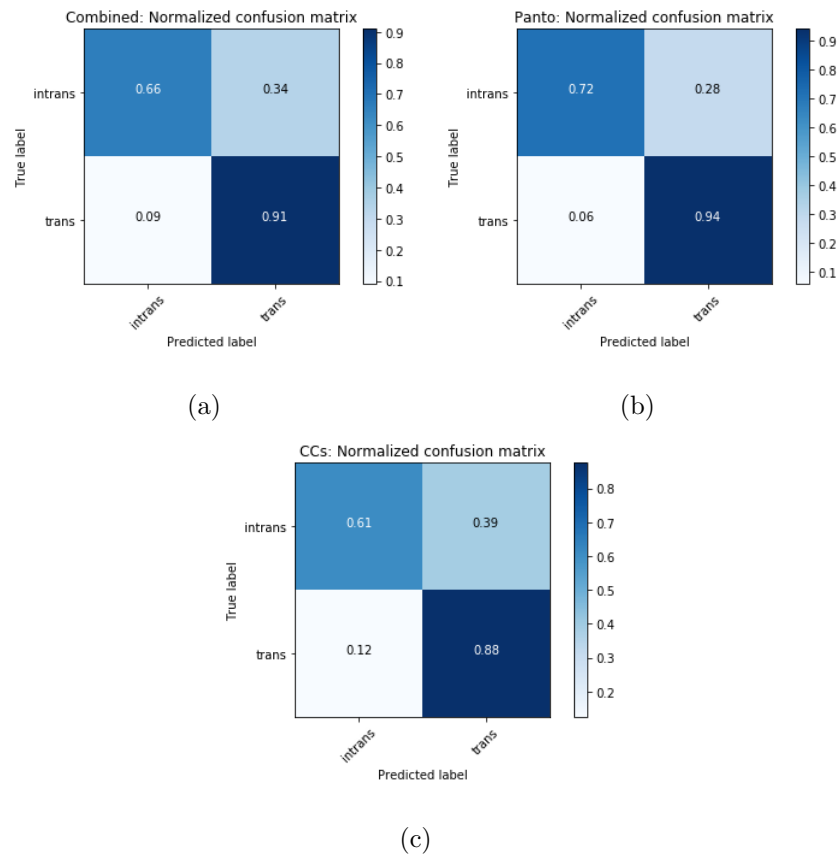 Combined: Normalized confusion matrix
0.9
0.8
0.7
0.6
0.5
0.4
0.3
0.2
0.1
True label
intrans
0.66
0.34
trans
0.09
0.91
intrans
trans
Predicted label
(a)
Panto: Normalized confusion matrix
0.9
0.8
0.7
0.6
0.5
0.4
0.3
0.2
0.1
True label
intrans
0.72
0.28
trans
0.06
0.94
intrans
trans
Predicted label
(b)
CCs: Normalized confusion matrix
0.8
0.7
0.6
0.5
0.4
0.3
0.2
True label
intrans
0.61
0.39
trans
0.12
0.88
intrans
trans
Predicted label
(c)